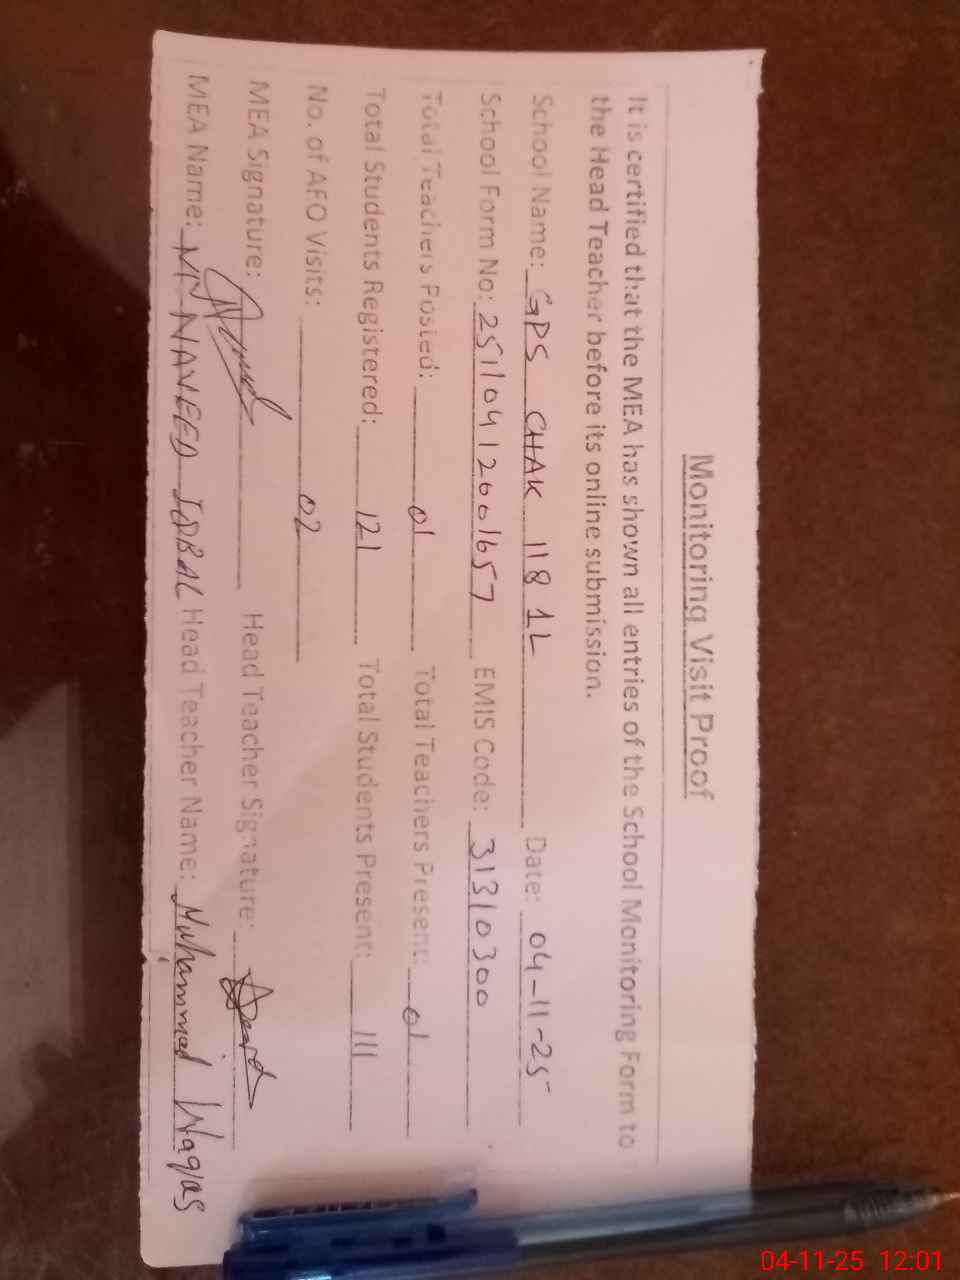 Monitoring Visit Proof
It is certified that the MEA has shown all entries of the School Monitoring Form to
the Head Teacher before its online submission.
School Name: GPS CHAK 118 1L Date: 04-11-25
School Form No: 25110412001657 EMIS Code: 31310300
Total Teachers Posted: 01 Total Teachers Present: 01
Total Students Registered: 121 Total Students Present: 111
No. of AFO Visits: 02
MEA Signature: Head Teacher Signature:
MEA Name: NAVEED IQBAL Head Teacher Name: Muhammad Waqas
04-11-25 12:01